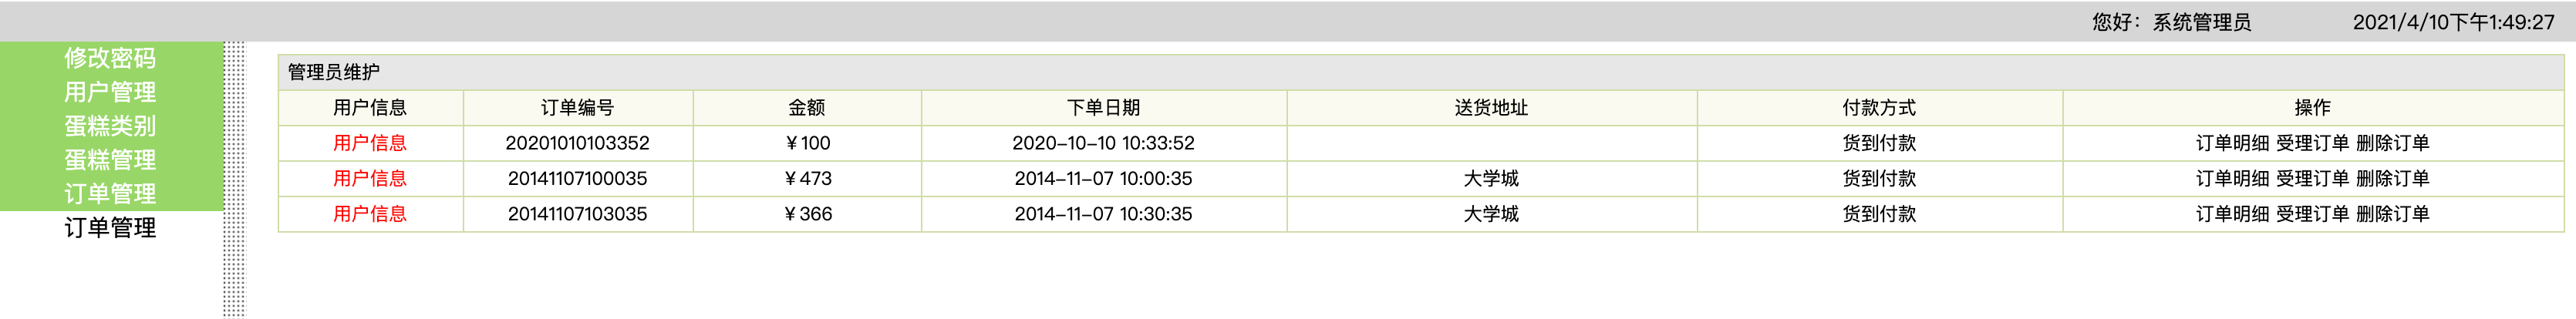 您好：系统管理员 2021/4/10下午1:49:27
修改密码
用户管理
蛋糕类别
蛋糕管理
订单管理
订单管理
管理员维护
用户信息 订单编号 金额 下单日期 送货地址 付款方式 操作
用户信息 20201010103352 ￥100 2020-10-10 10:33:52 货到付款 订单明细 受理订单 删除订单
用户信息 20141107100035 ￥473 2014-11-07 10:00:35 大学城 货到付款 订单明细 受理订单 删除订单
用户信息 20141107103035 ￥366 2014-11-07 10:30:35 大学城 货到付款 订单明细 受理订单 删除订单